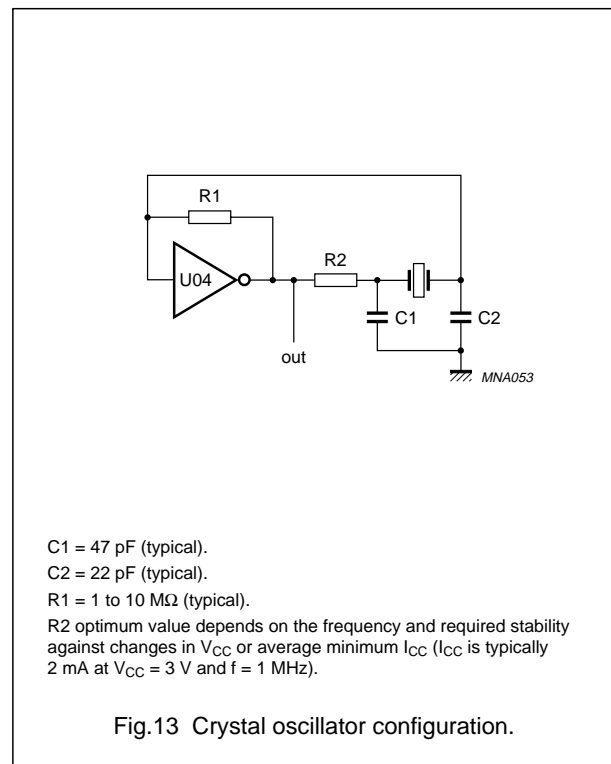 R1
U04
R2
C1
C2
out
MNA053
C1 = 47 pF (typical).
C2 = 22 pF (typical).
R1 = 1 to 10 MΩ (typical).
R2 optimum value depends on the frequency and required stability
against changes in VCC or average minimum ICC (ICC is typically
2 mA at VCC = 3 V and f = 1 MHz).
Fig.13 Crystal oscillator configuration.